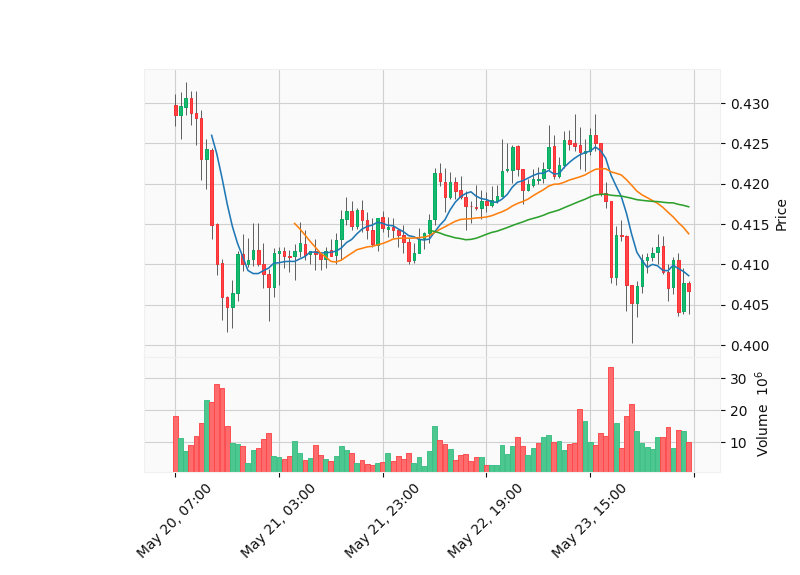 0.430
0.425
0.420
0.415
0.410
0.405
0.400
Price
30
20
10
Volume 10^6
May 20, 07:00
May 21, 03:00
May 21, 23:00
May 22, 19:00
May 23, 15:00